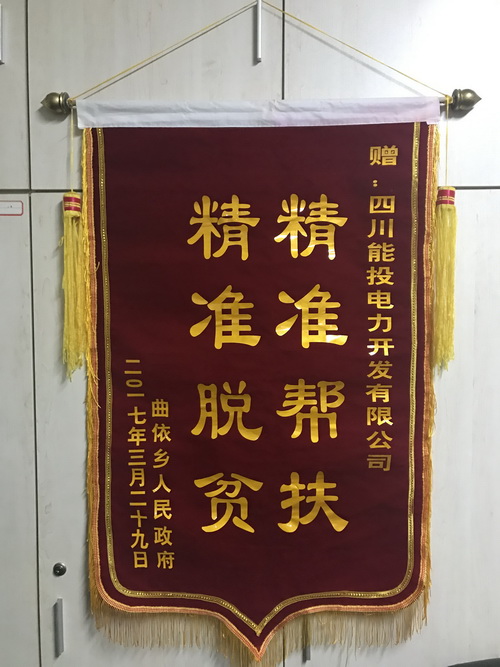 赠：四川能投电力开发有限公司
精准帮扶
精准脱贫
曲依乡人民政府
二〇一七年三月二十九日